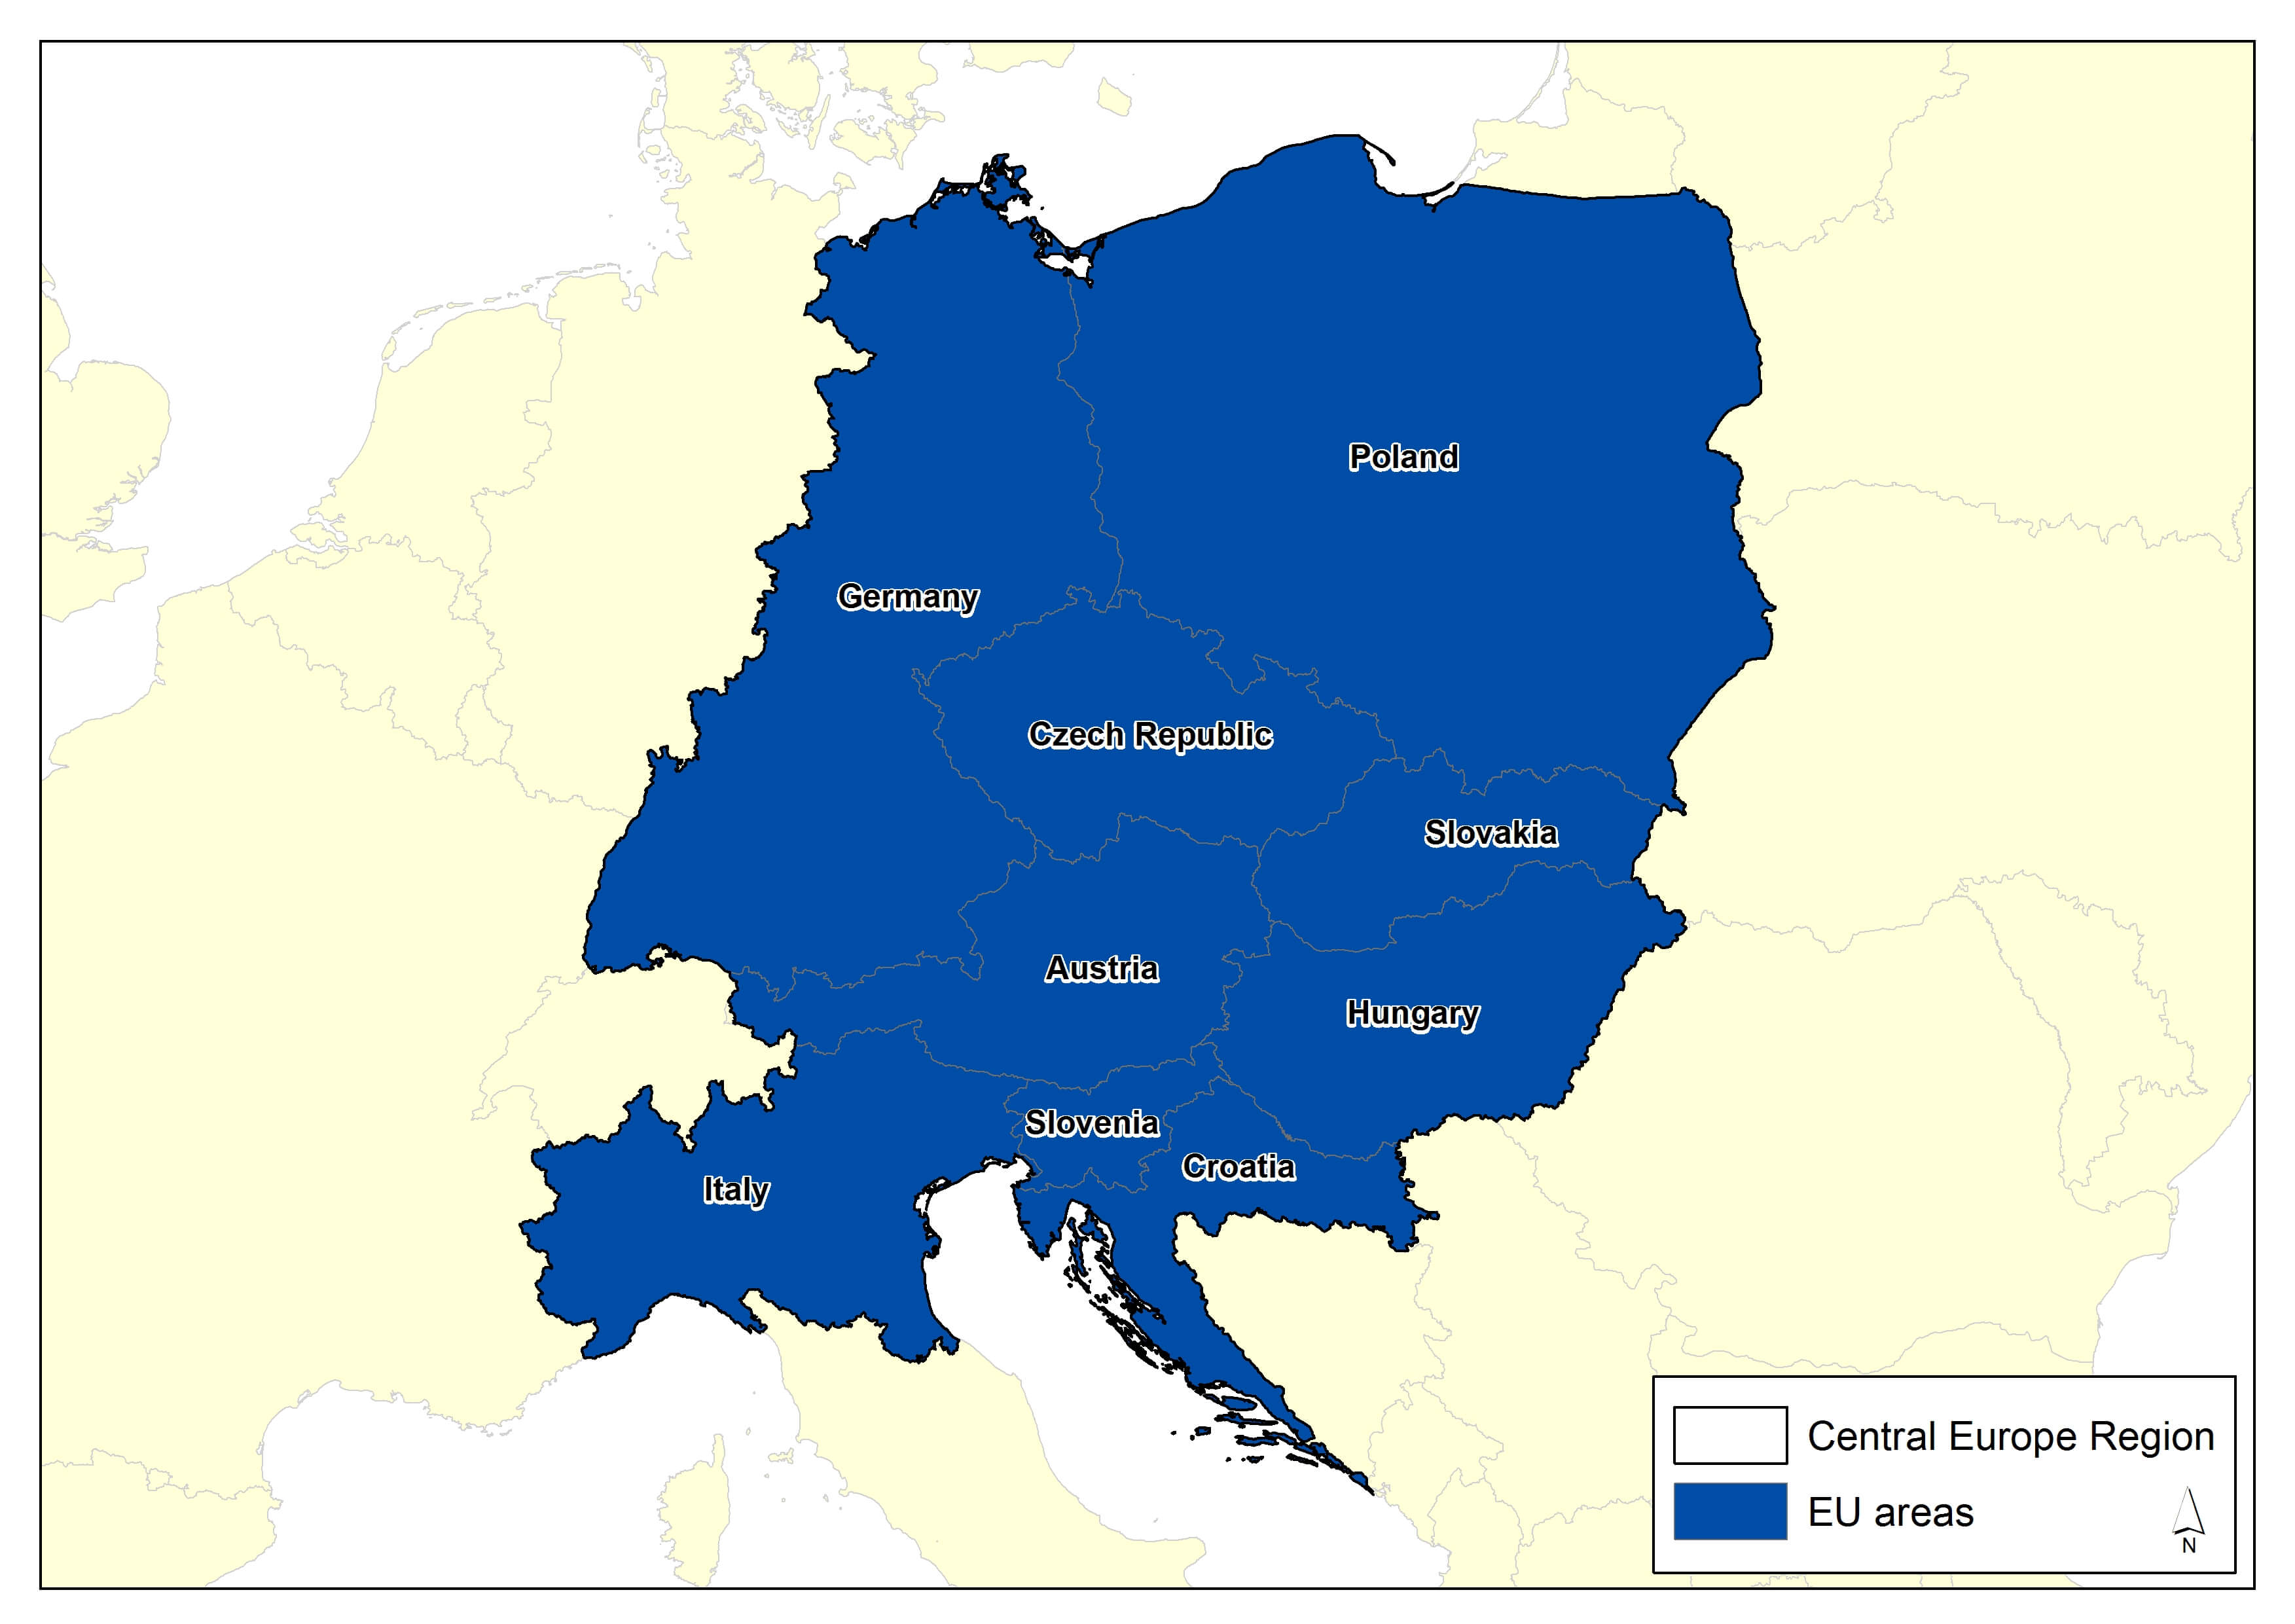 Poland
Germany
Czech Republic
Slovakia
Austria
Hungary
Slovenia
Croatia
Italy
Central Europe Region
EU areas
N